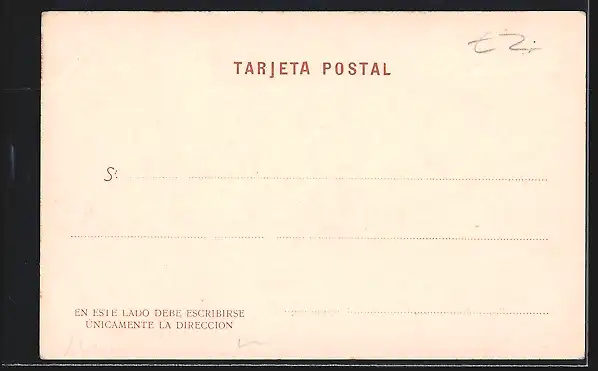 TARJETA POSTAL
S:
EN ESTE LADO DEBE ESCRIBIRSE
UNICAMENTE LA DIRECCION